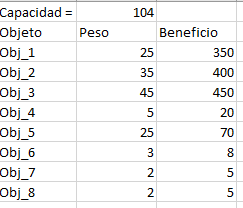 Capacidad = 104
Objeto Peso Beneficio
Obj_1 25 350
Obj_2 35 400
Obj_3 45 450
Obj_4 5 20
Obj_5 25 70
Obj_6 3 8
Obj_7 2 5
Obj_8 2 5